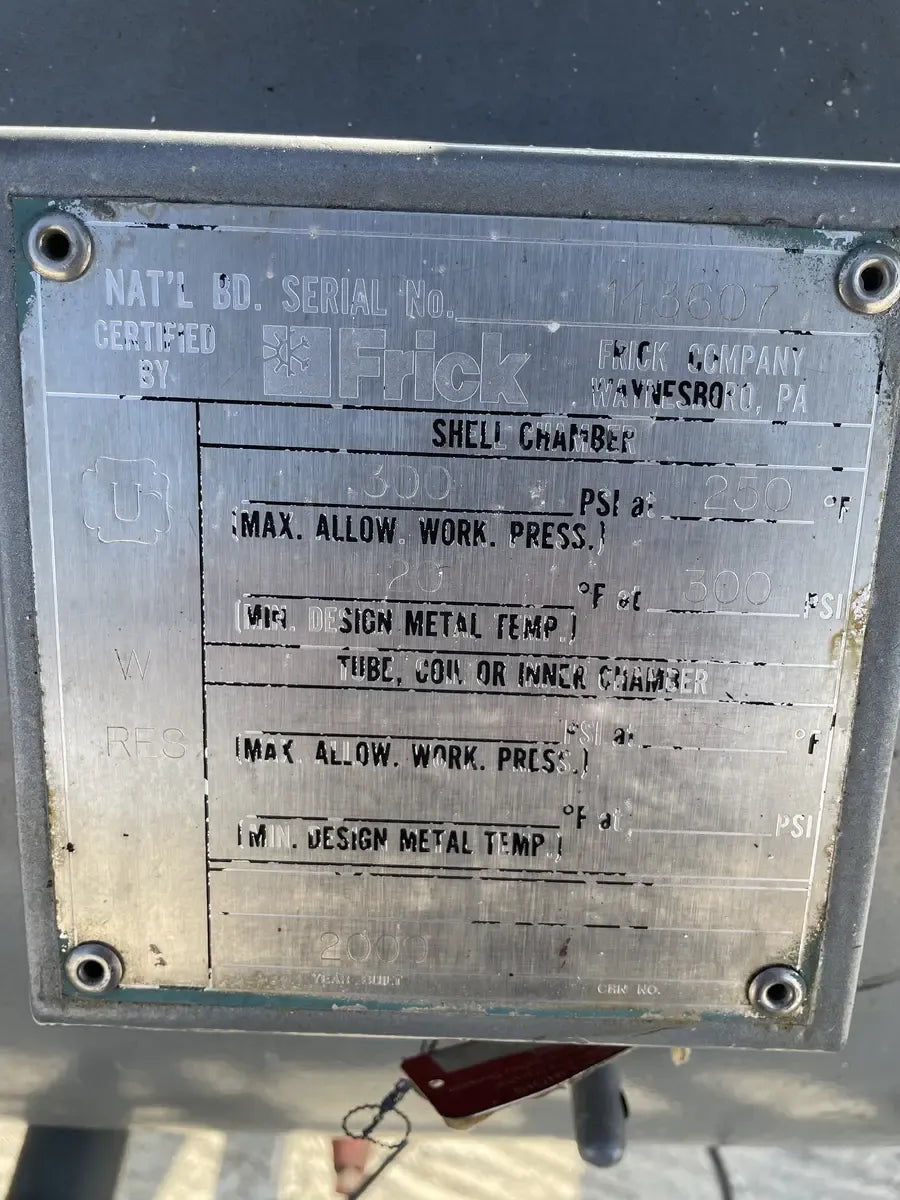 NAT'L BD. SERIAL No. 113607
CERTIFIED BY
Frick
FRICK COMPANY
WAYNESBORO, PA
SHELL CHAMBER
U
300 PSI at 250 °F
(MAX. ALLOW. WORK. PRESS.)
20 °F at 300 PSI
(MIN. DESIGN METAL TEMP.)
W
TUBE, COIL OR INNER CHAMBER
RES
PSI at °F
(MAX. ALLOW. WORK. PRESS.)
°F at PSI
(MIN. DESIGN METAL TEMP.)
2000
YEAR BUILT
CRN NO.